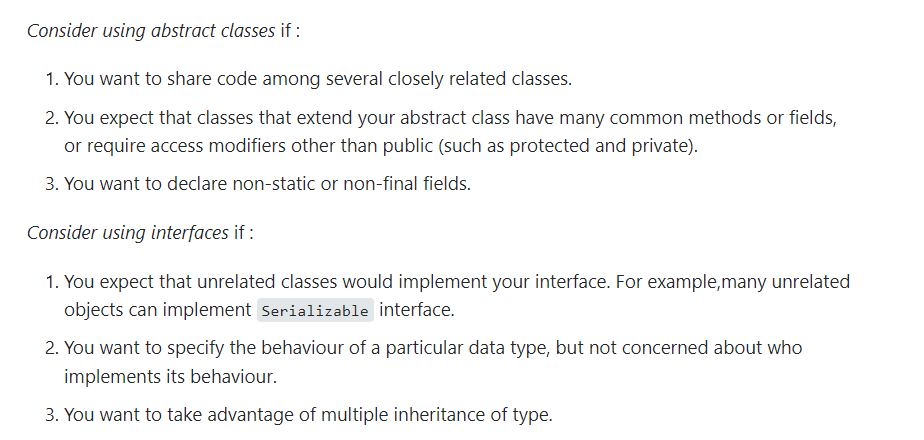 Consider using abstract classes if :
1. You want to share code among several closely related classes.
2. You expect that classes that extend your abstract class have many common methods or fields,
or require access modifiers other than public (such as protected and private).
3. You want to declare non-static or non-final fields.
Consider using interfaces if :
1. You expect that unrelated classes would implement your interface. For example,many unrelated
objects can implement Serializable interface.
2. You want to specify the behaviour of a particular data type, but not concerned about who
implements its behaviour.
3. You want to take advantage of multiple inheritance of type.